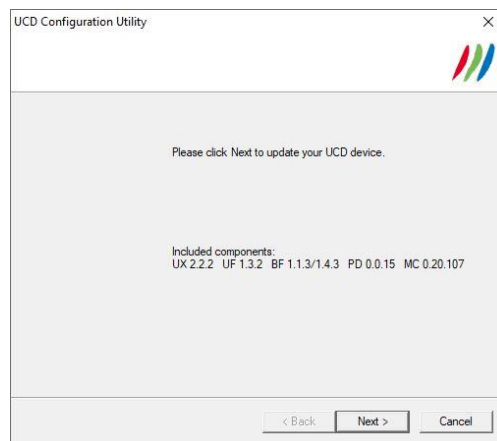 UCD Configuration Utility
Please click Next to update your UCD device.
Included components:
UX 2.2.2 UF 1.3.2 BF 1.1.3/1.4.3 PD 0.0.15 MC 0.20.107
< Back Next > Cancel